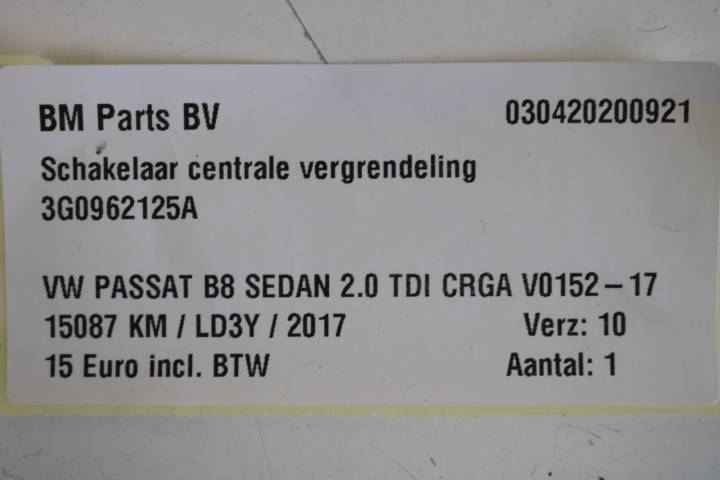 BM Parts BV 030420200921
Schakelaar centrale vergrendeling
3G0962125A
VW PASSAT B8 SEDAN 2.0 TDI CRGA V0152-17
15087 KM / LD3Y / 2017 Verz: 10
15 Euro incl. BTW Aantal: 1